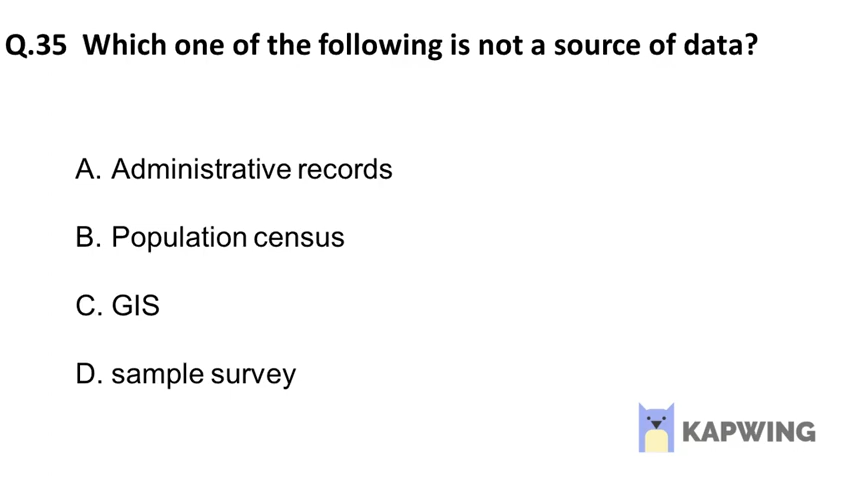 Q.35 Which one of the following is not a source of data?
A. Administrative records
B. Population census
C. GIS
D. sample survey
KAPWING